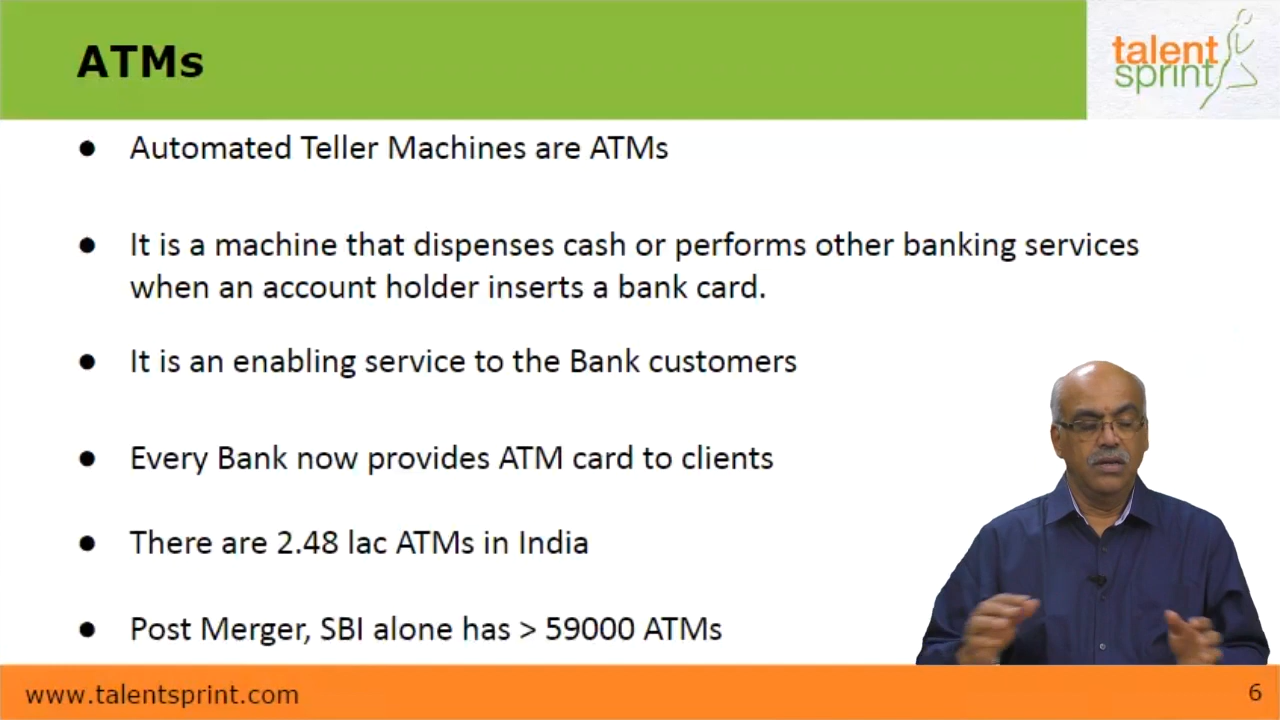 ATMs
talent
sprint
● Automated Teller Machines are ATMs
● It is a machine that dispenses cash or performs other banking services
when an account holder inserts a bank card.
● It is an enabling service to the Bank customers
● Every Bank now provides ATM card to clients
● There are 2.48 lac ATMs in India
● Post Merger, SBI alone has > 59000 ATMs
www.talentsprint.com
6